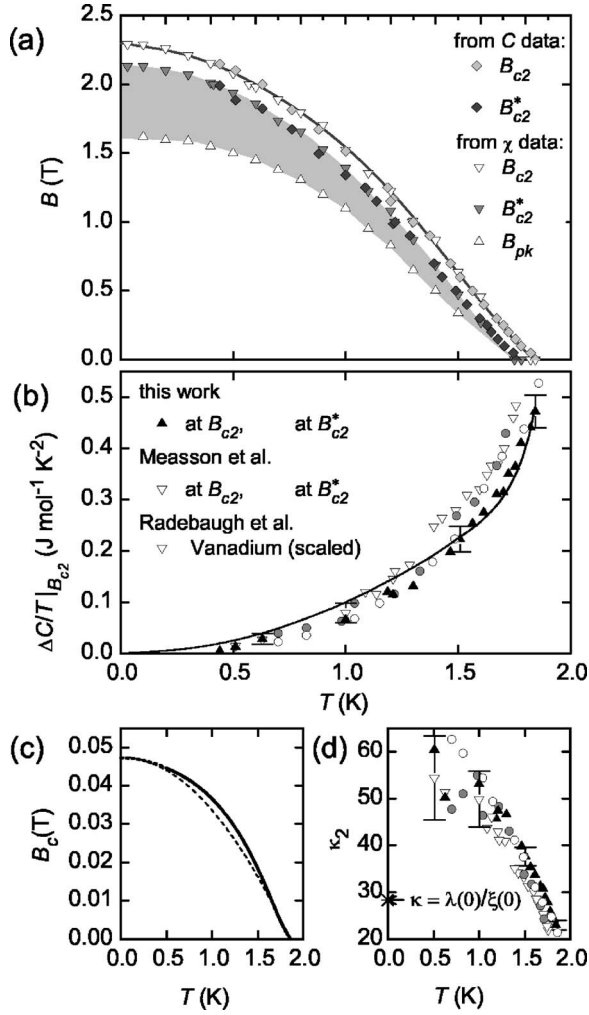 (a)
from C data:
B_c2
B*_c2
from χ data:
B_c2
B*_c2
B_pk
B (T)
2.5
2.0
1.5
1.0
0.5
0.0
(b)
this work
at B_c2, at B*_c2
Measson et al.
at B_c2, at B*_c2
Radebaugh et al.
Vanadium (scaled)
ΔC/T|_B_c2 (J mol⁻¹ K⁻²)
0.5
0.4
0.3
0.2
0.1
0.0
0.0 0.5 1.0 1.5 2.0
T (K)
(c)
B_c(T)
0.05
0.04
0.03
0.02
0.01
0.00
0.0 0.5 1.0 1.5 2.0
T (K)
(d)
κ₂
60
50
40
30
20
κ = λ(0)/ξ(0)
0.0 0.5 1.0 1.5 2.0
T (K)